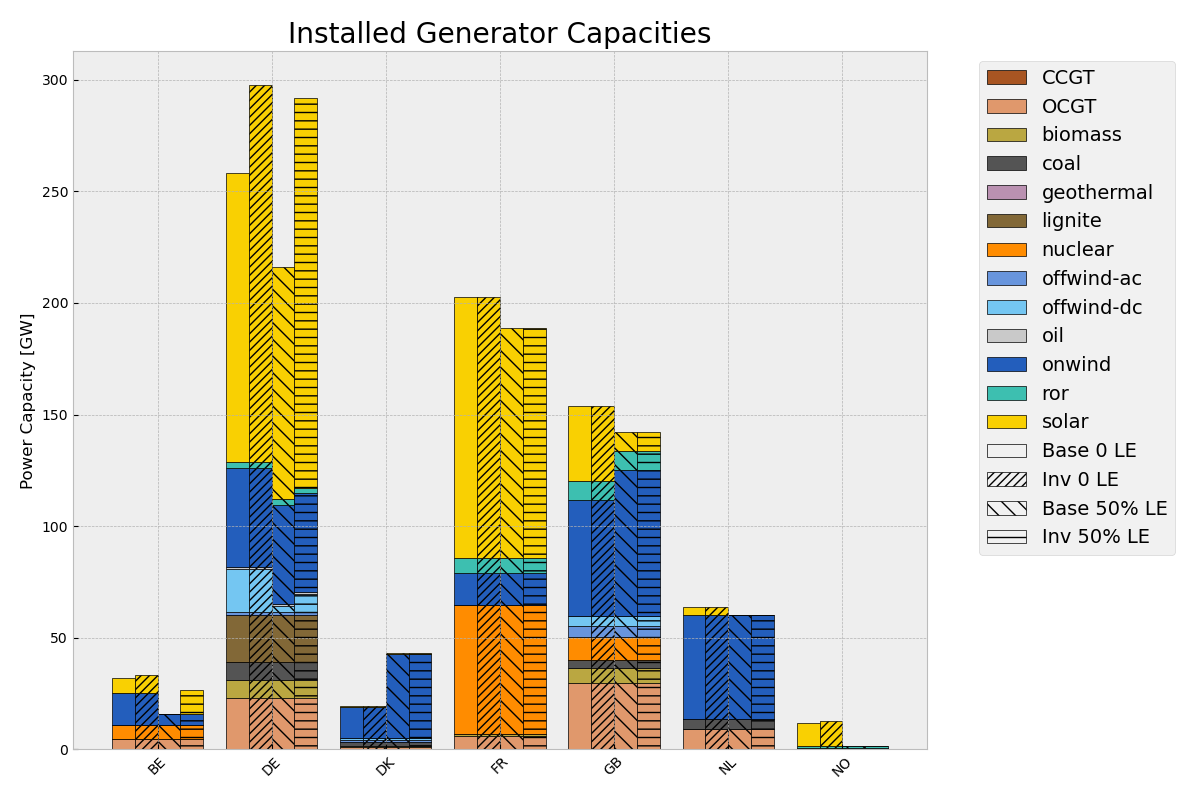 Installed Generator Capacities
Power Capacity [GW]
300
250
200
150
100
50
0
BE
DE
DK
FR
GB
NL
NO
CCGT
OCGT
biomass
coal
geothermal
lignite
nuclear
offwind-ac
offwind-dc
oil
onwind
ror
solar
Base 0 LE
Inv 0 LE
Base 50% LE
Inv 50% LE